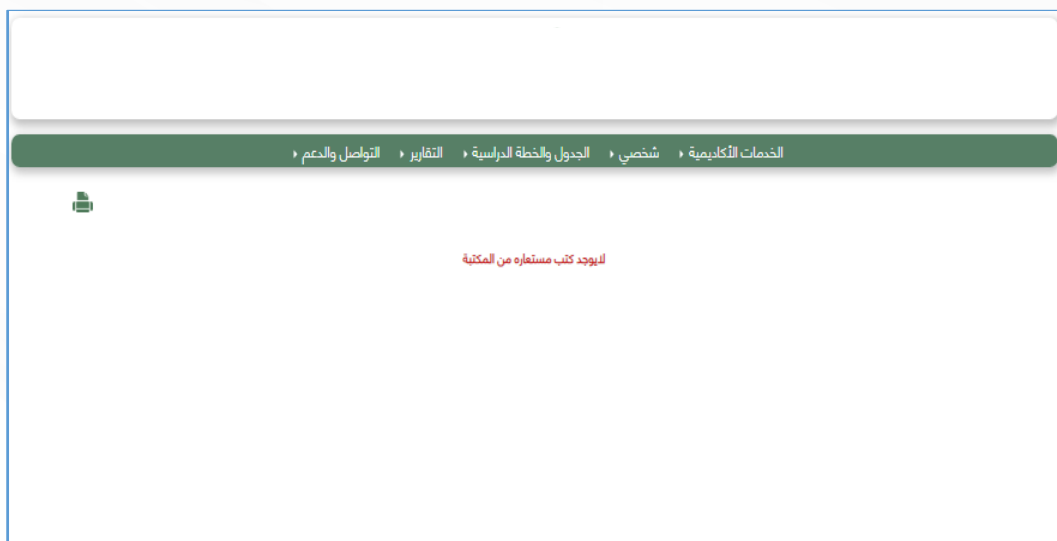 الخدمات الأكاديمية شخصي الجدول والخطة الدراسية التقارير التواصل والدعم
لايوجد كتب مستعاره من المكتبة